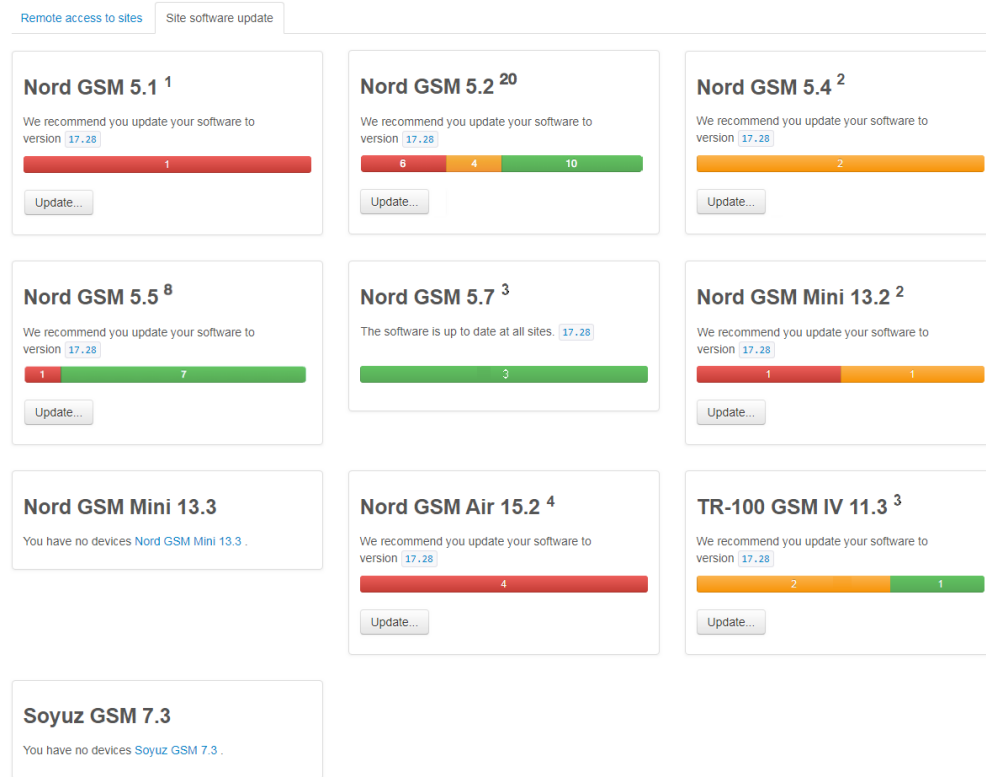 Remote access to sites
Site software update
Nord GSM 5.1 1
We recommend you update your software to
version 17.28
1
Update...
Nord GSM 5.2 20
We recommend you update your software to
version 17.28
6 4 10
Update...
Nord GSM 5.4 2
We recommend you update your software to
version 17.28
2
Update...
Nord GSM 5.5 8
We recommend you update your software to
version 17.28
1 7
Update...
Nord GSM 5.7 3
The software is up to date at all sites. 17.28
3
Nord GSM Mini 13.2 2
We recommend you update your software to
version 17.28
1 1
Update...
Nord GSM Mini 13.3
You have no devices Nord GSM Mini 13.3 .
Nord GSM Air 15.2 4
We recommend you update your software to
version 17.28
4
Update...
TR-100 GSM IV 11.3 3
We recommend you update your software to
version 17.28
2 1
Update...
Soyuz GSM 7.3
You have no devices Soyuz GSM 7.3 .